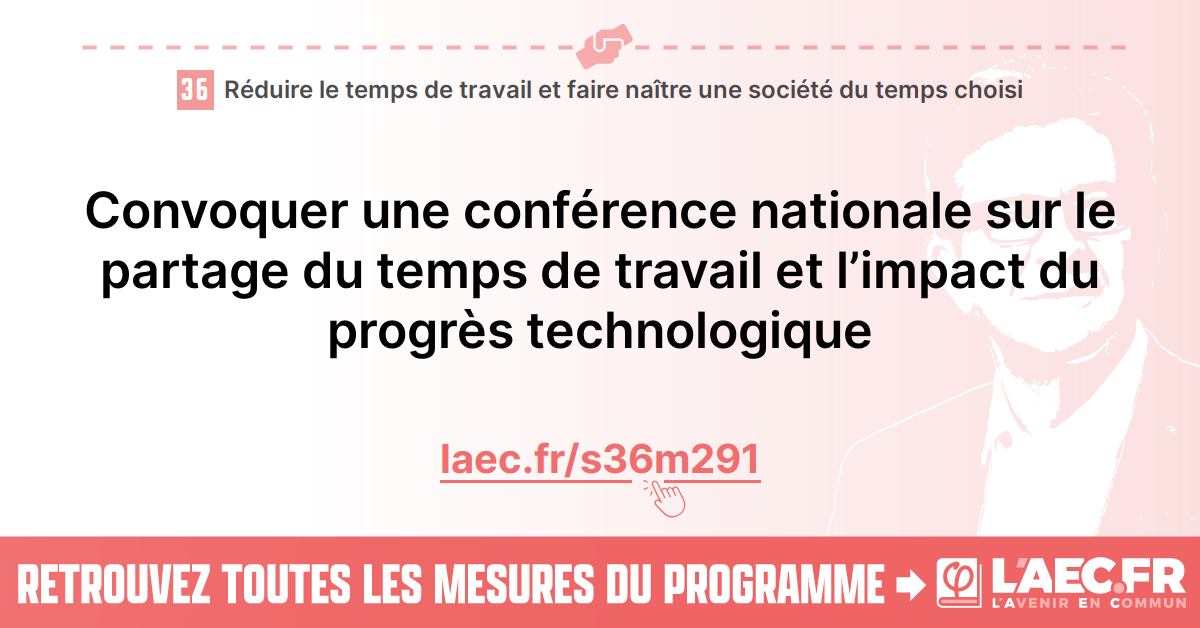 36 Réduire le temps de travail et faire naître une société du temps choisi
Convoquer une conférence nationale sur le
partage du temps de travail et l’impact du
progrès technologique
laec.fr/s36m291
RETROUVEZ TOUTES LES MESURES DU PROGRAMME → φ L'AEC.FR
L'AVENIR EN COMMUN